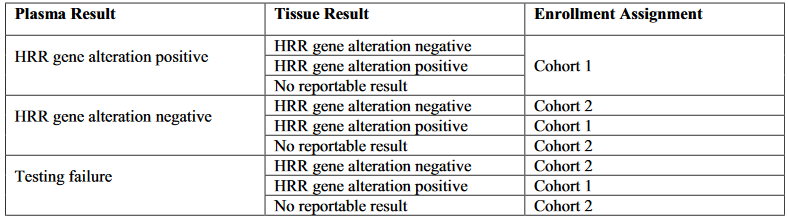 Plasma Result Tissue Result Enrollment Assignment
HRR gene alteration positive
HRR gene alteration negative
HRR gene alteration positive
No reportable result
Cohort 1
HRR gene alteration negative
HRR gene alteration negative Cohort 2
HRR gene alteration positive Cohort 1
No reportable result Cohort 2
Testing failure
HRR gene alteration negative Cohort 2
HRR gene alteration positive Cohort 1
No reportable result Cohort 2